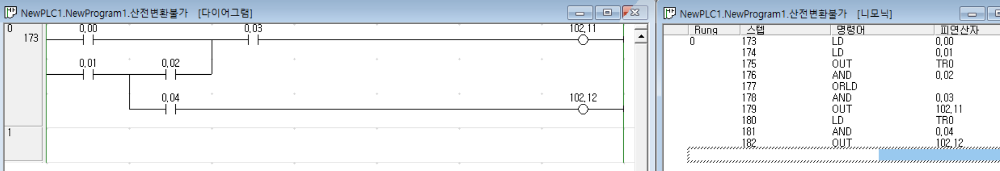 NewPLC1.NewProgram1.산전변환불가 [다이어그램]
0
173
0,00
0,03
102,11
0,01
0,02
0,04
102,12
1
NewPLC1.NewProgram1.산전변환불가 [니모닉]
Rung 스텝 명령어 피연산자
0 173 LD 0,00
174 LD 0,01
175 OUT TR0
176 AND 0,02
177 ORLD
178 AND 0,03
179 OUT 102,11
180 LD TR0
181 AND 0,04
182 OUT 102,12